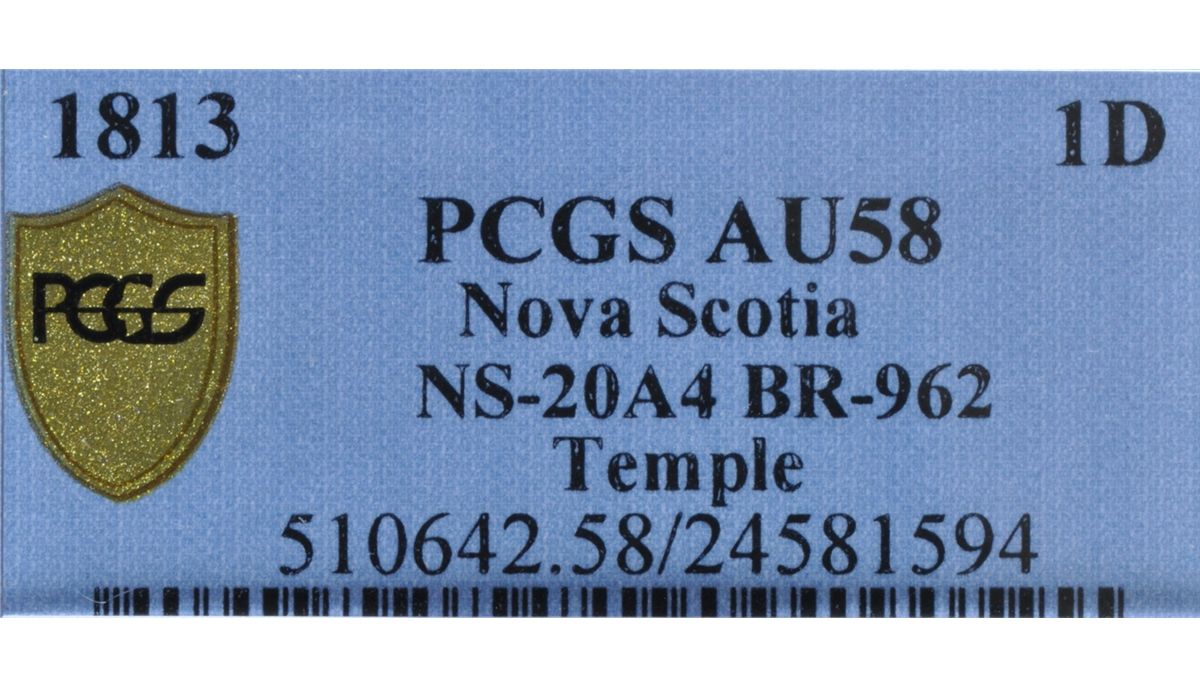 1813 1D
PCGS AU58
PCGS
Nova Scotia
NS-20A4 BR-962
Temple
510642.58/24581594